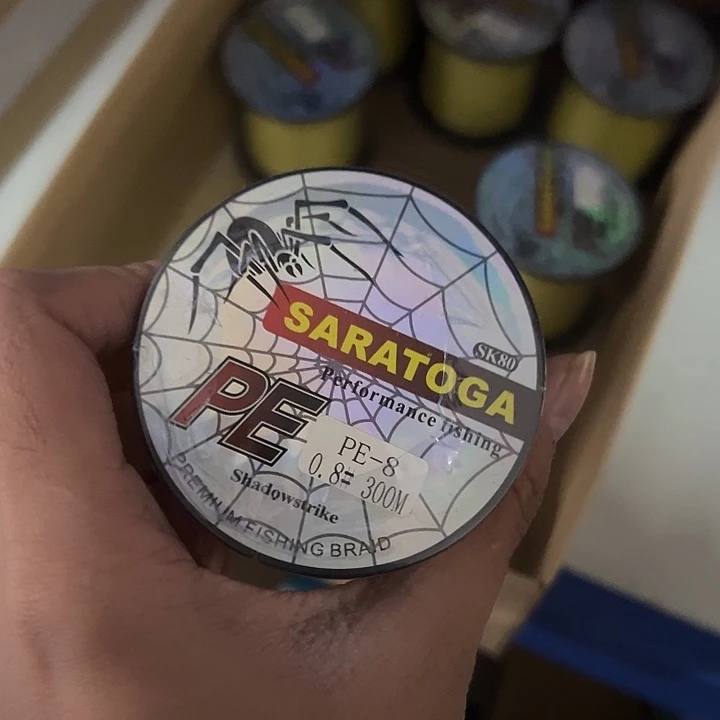 SARATOGA
SK80
Performance fishing
PE
PE-8
0.8# 300M
Shadowstrike
PREMIUM FISHING BRAID